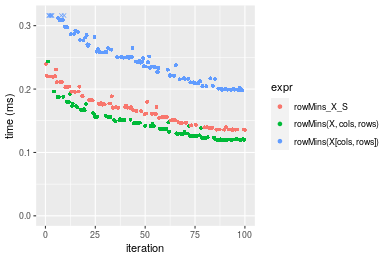 0.3
0.2
0.1
0.0
time (ms)
0
25
50
75
100
iteration
expr
rowMins_X_S
rowMins(X, cols, rows)
rowMins(X[cols, rows])